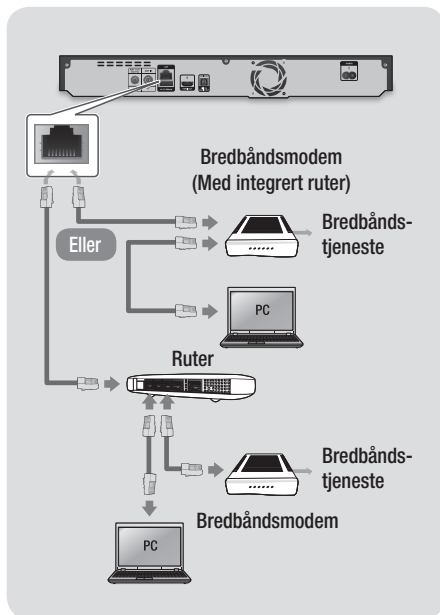 Bredbåndsmodem
(Med integrert ruter)
Bredbånds-
tjeneste
Eller
PC
Ruter
Bredbånds-
tjeneste
Bredbåndsmodem
PC